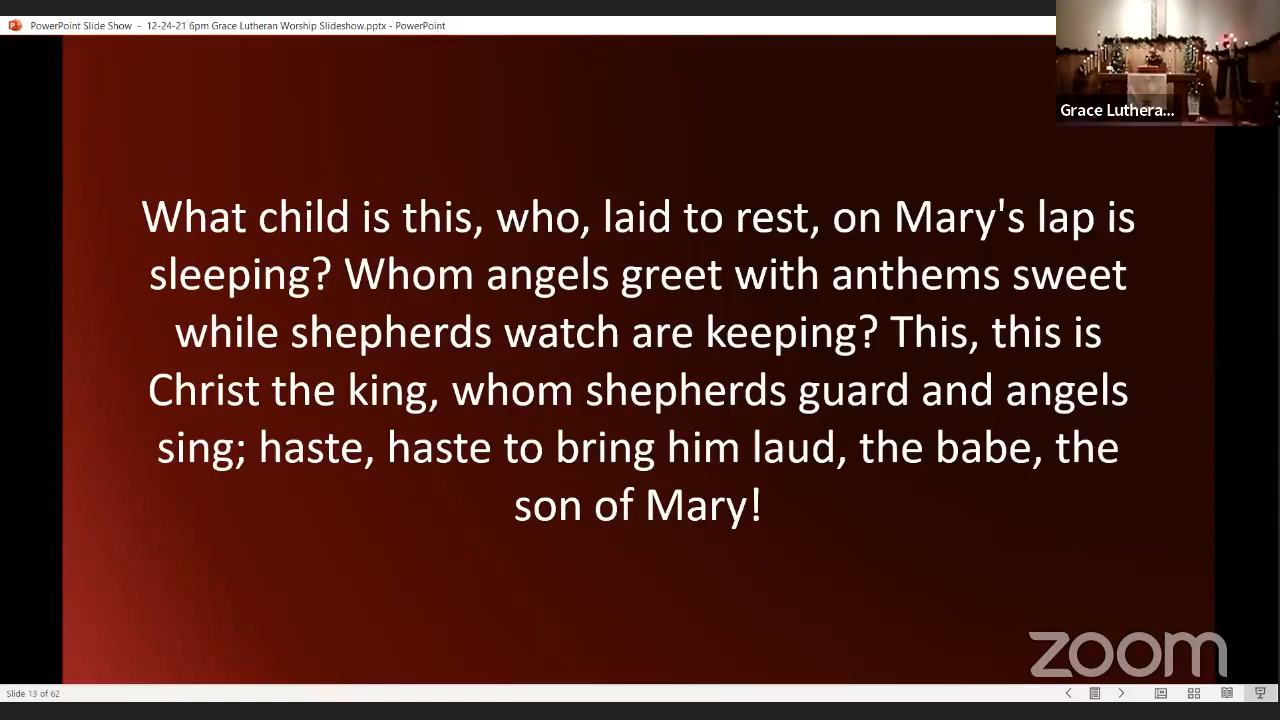 PowerPoint Slide Show - 12-24-21 6pm Grace Lutheran Worship Slideshow.pptx - PowerPoint
Grace Luthera...
What child is this, who, laid to rest, on Mary's lap is
sleeping? Whom angels greet with anthems sweet
while shepherds watch are keeping? This, this is
Christ the king, whom shepherds guard and angels
sing; haste, haste to bring him laud, the babe, the
son of Mary!
zoom
Slide 13 of 62